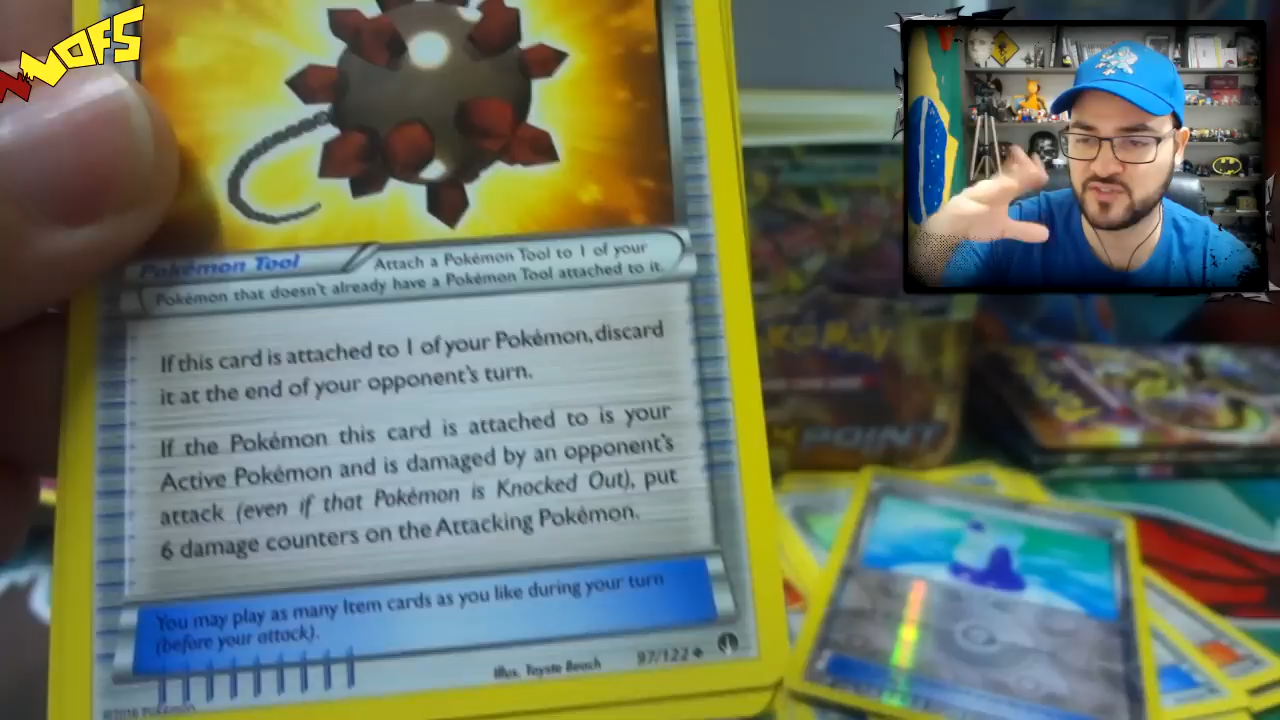 WOFS
Pokémon Tool
Attach a Pokémon Tool to 1 of your
Pokémon that doesn't already have a Pokémon Tool attached to it.
If this card is attached to 1 of your Pokémon, discard
it at the end of your opponent's turn.
If the Pokémon this card is attached to is your
Active Pokémon and is damaged by an opponent's
attack (even if that Pokémon is Knocked Out), put
6 damage counters on the Attacking Pokémon.
You may play as many Item cards as you like during your turn
(before your attack).
Illus. Toyste Beach
97/122
©2016 Pokémon
POINT